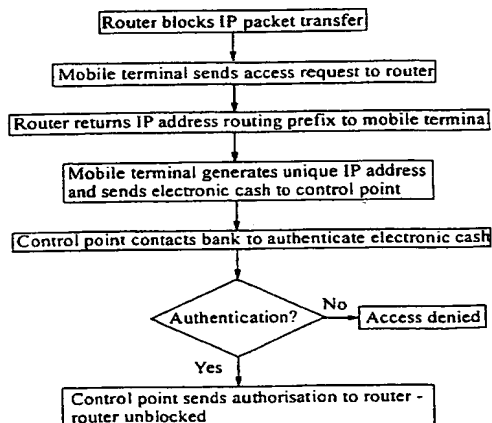 Router blocks IP packet transfer
Mobile terminal sends access request to router
Router returns IP address routing prefix to mobile terminal
Mobile terminal generates unique IP address
and sends electronic cash to control point
Control point contacts bank to authenticate electronic cash
Authentication?
No
Access denied
Yes
Control point sends authorisation to router -
router unblocked